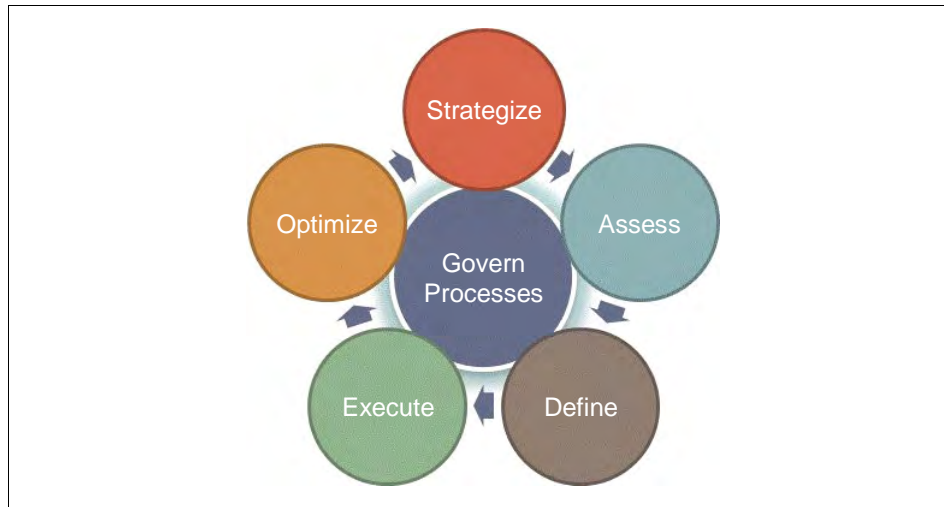 Strategize
Optimize
Assess
Govern
Processes
Execute
Define